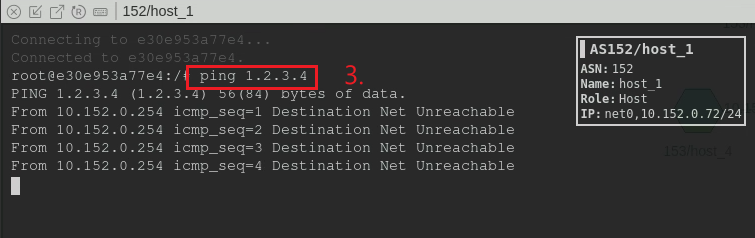 152/host_1
Connecting to e30e953a77e4...
Connected to e30e953a77e4.
root@e30e953a77e4:/# ping 1.2.3.4
3.
PING 1.2.3.4 (1.2.3.4) 56(84) bytes of data.
From 10.152.0.254 icmp_seq=1 Destination Net Unreachable
From 10.152.0.254 icmp_seq=2 Destination Net Unreachable
From 10.152.0.254 icmp_seq=3 Destination Net Unreachable
From 10.152.0.254 icmp_seq=4 Destination Net Unreachable
AS152/host_1
ASN: 152
Name: host_1
Role: Host
IP: net0,10.152.0.72/24
153/host_4